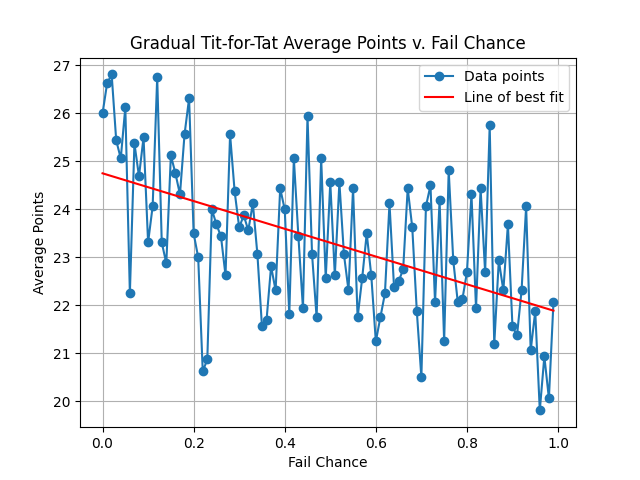 Gradual Tit-for-Tat Average Points v. Fail Chance
Data points
Line of best fit
Average Points
27
26
25
24
23
22
21
20
0.0 0.2 0.4 0.6 0.8 1.0
Fail Chance